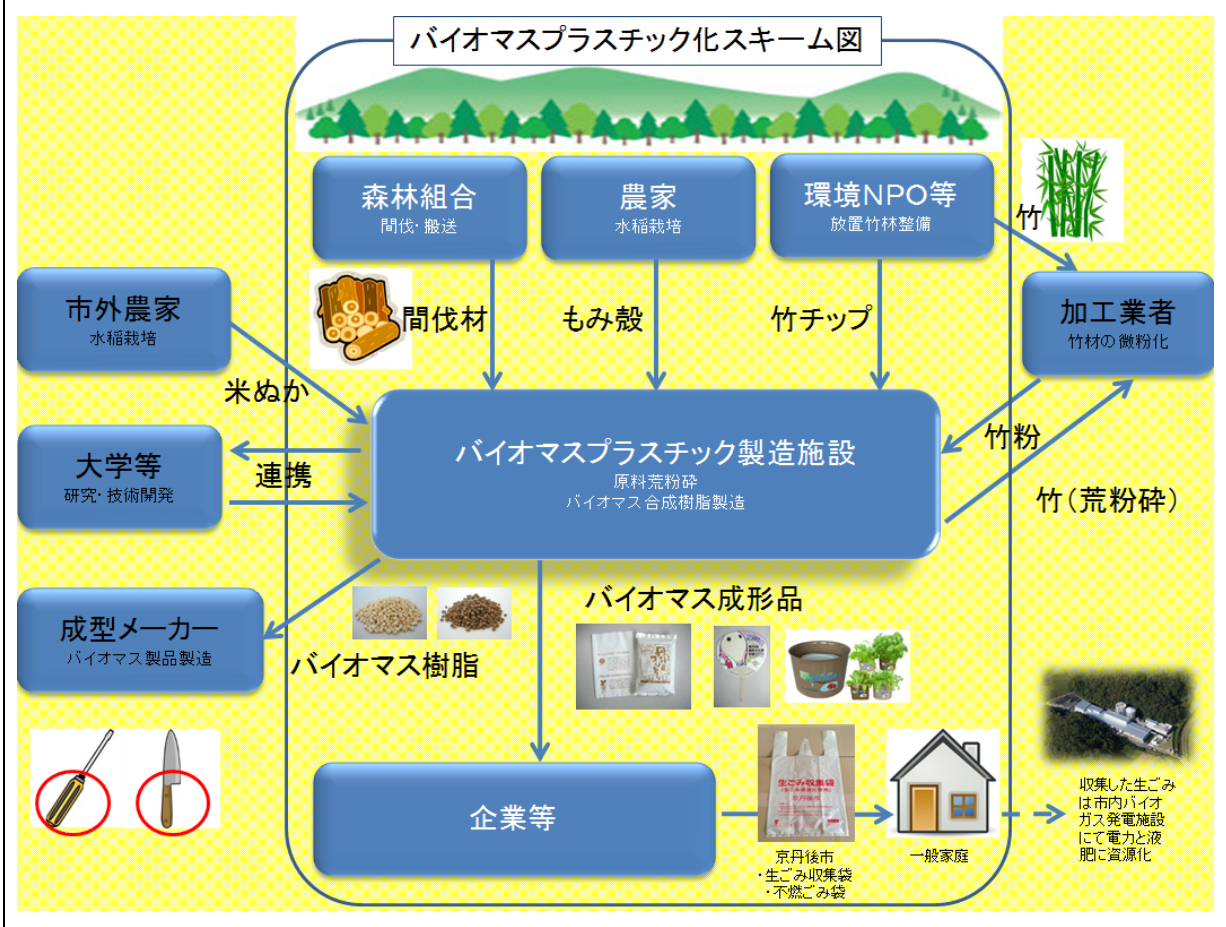 バイオマスプラスチック化スキーム図
森林組合
間伐・搬送
農家
水稲栽培
環境NPO等
放置竹林整備
竹
市外農家
水稲栽培
間伐材
もみ殻
竹チップ
加工業者
竹材の微粉化
米ぬか
大学等
研究・技術開発
連携
バイオマスプラスチック製造施設
原料荒粉砕
バイオマス合成樹脂製造
竹粉
竹(荒粉砕)
成型メーカー
バイオマス製品製造
バイオマス樹脂
バイオマス成形品
企業等
生ごみ収集袋
京丹後市
京丹後市
・生ごみ収集袋
・不燃ごみ袋
一般家庭
収集した生ごみ
は市内バイオ
ガス発電施設
にて電力と液
肥に資源化